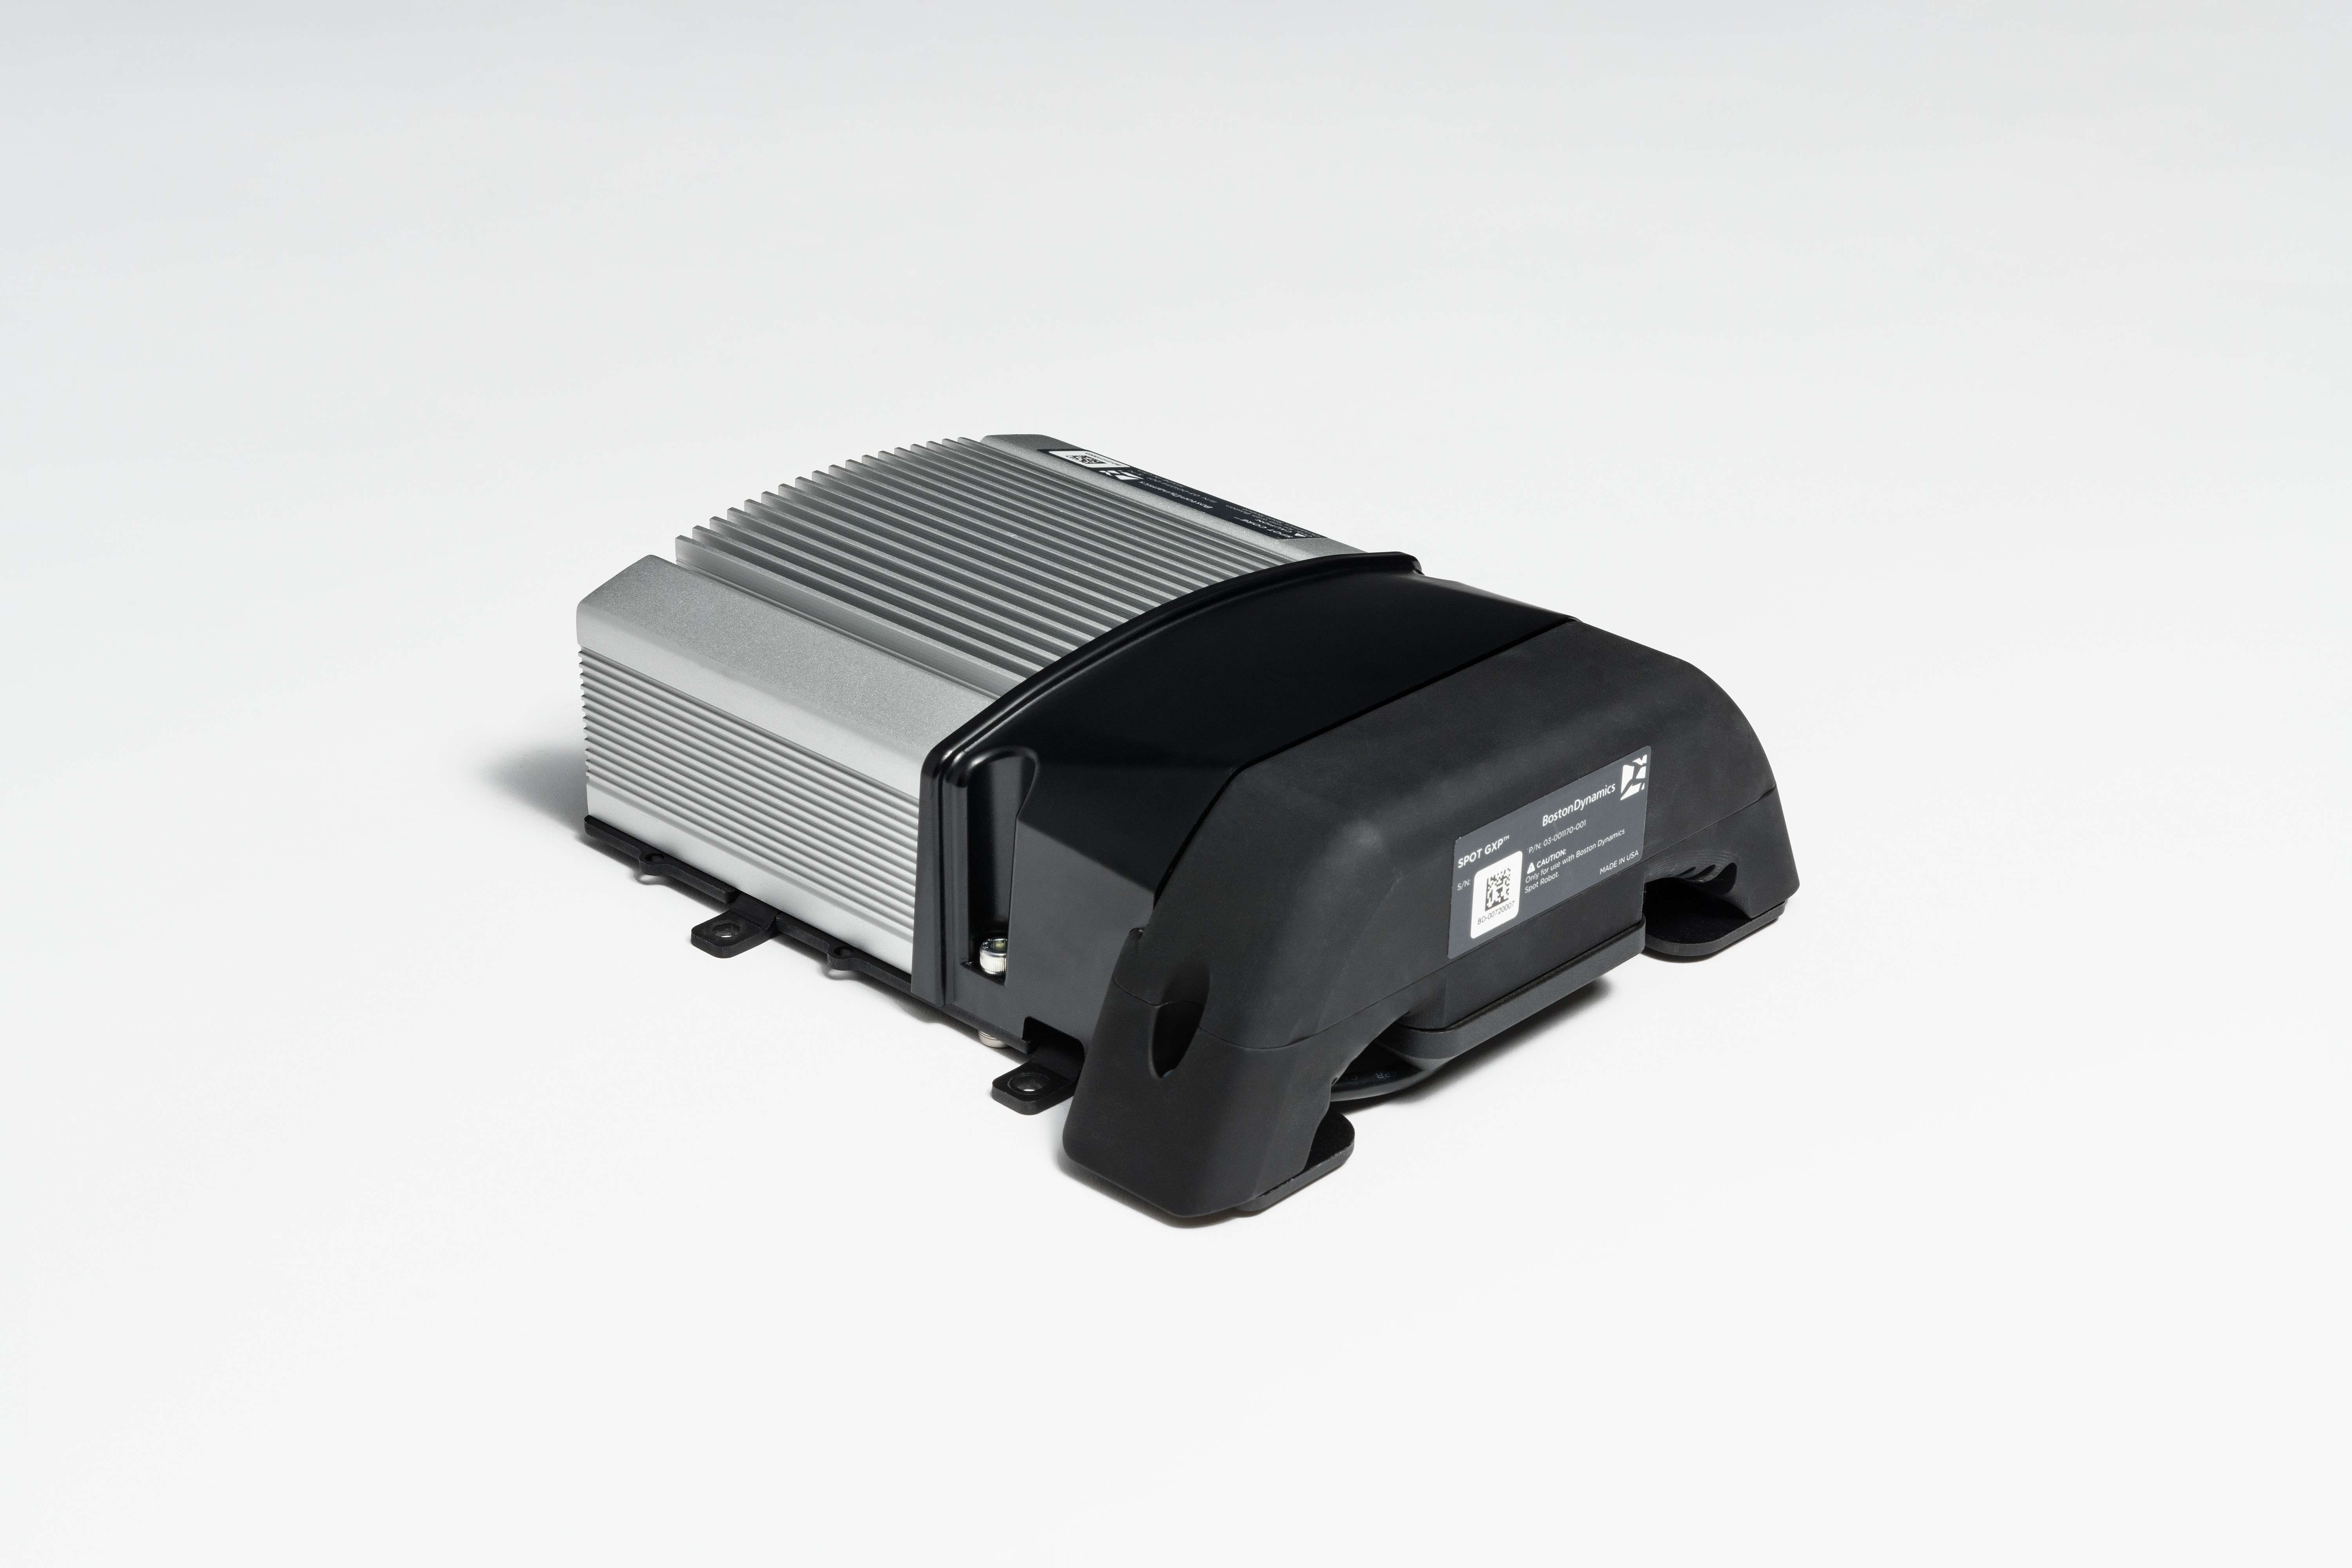 BostonDynamics
SPOT GXP™
P/N: 03-001170-001
S/N:
CAUTION:
Only for use with Boston Dynamics
Spot Robot.
BD-00720007
MADE IN USA
BostonDynamics